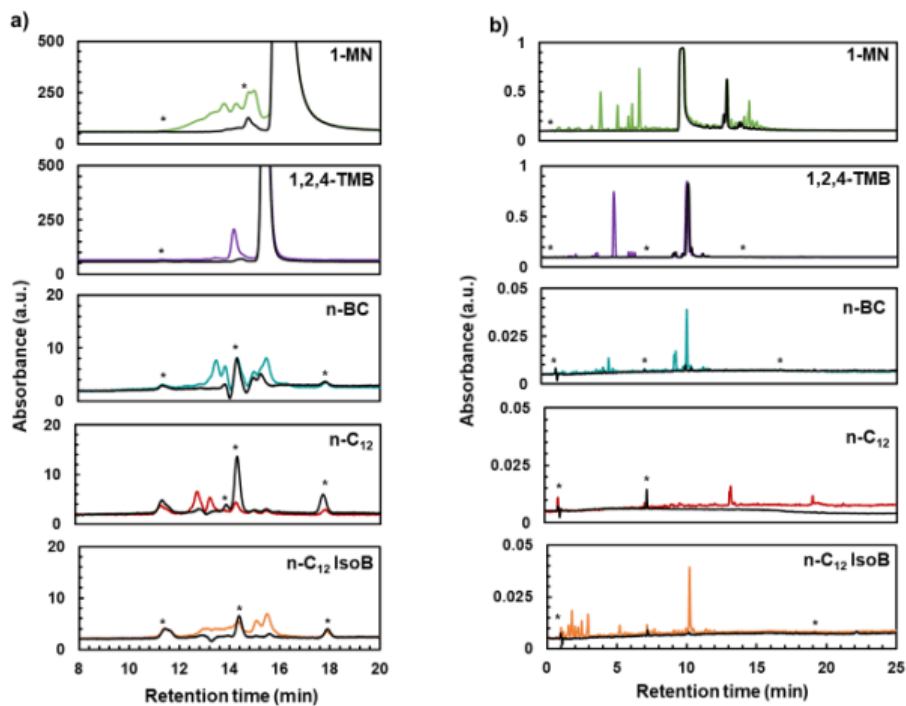 a)
500
250
0
1-MN
*
*
500
250
0
1,2,4-TMB
*
20
10
0
n-BC
*
*
*
20
10
0
n-C₁₂
*
*
*
20
10
0
n-C₁₂ IsoB
*
*
*
8 10 12 14 16 18 20
Retention time (min)
Absorbance (a.u.)
b)
1
0.5
0
1-MN
*
1
0.5
0
1,2,4-TMB
*
*
*
0.05
0.025
0
n-BC
*
*
*
0.05
0.025
0
n-C₁₂
*
*
0.05
0.025
0
n-C₁₂ IsoB
*
*
0 5 10 15 20 25
Retention time (min)
Absorbance (a.u.)